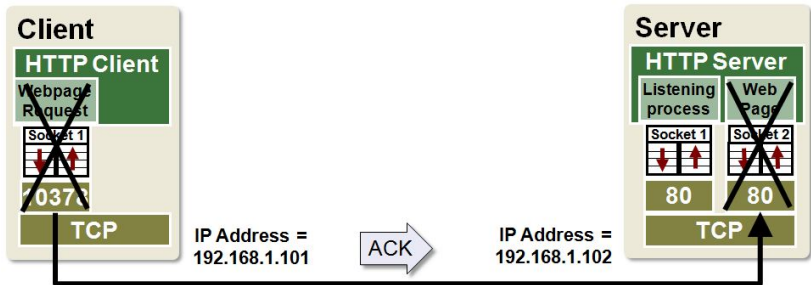 Client
HTTP Client
Webpage
Request
Socket 1
10378
TCP
IP Address =
192.168.1.101
ACK
IP Address =
192.168.1.102
Server
HTTP Server
Listening
process
Web
Page
Socket 1
Socket 2
80
80
TCP